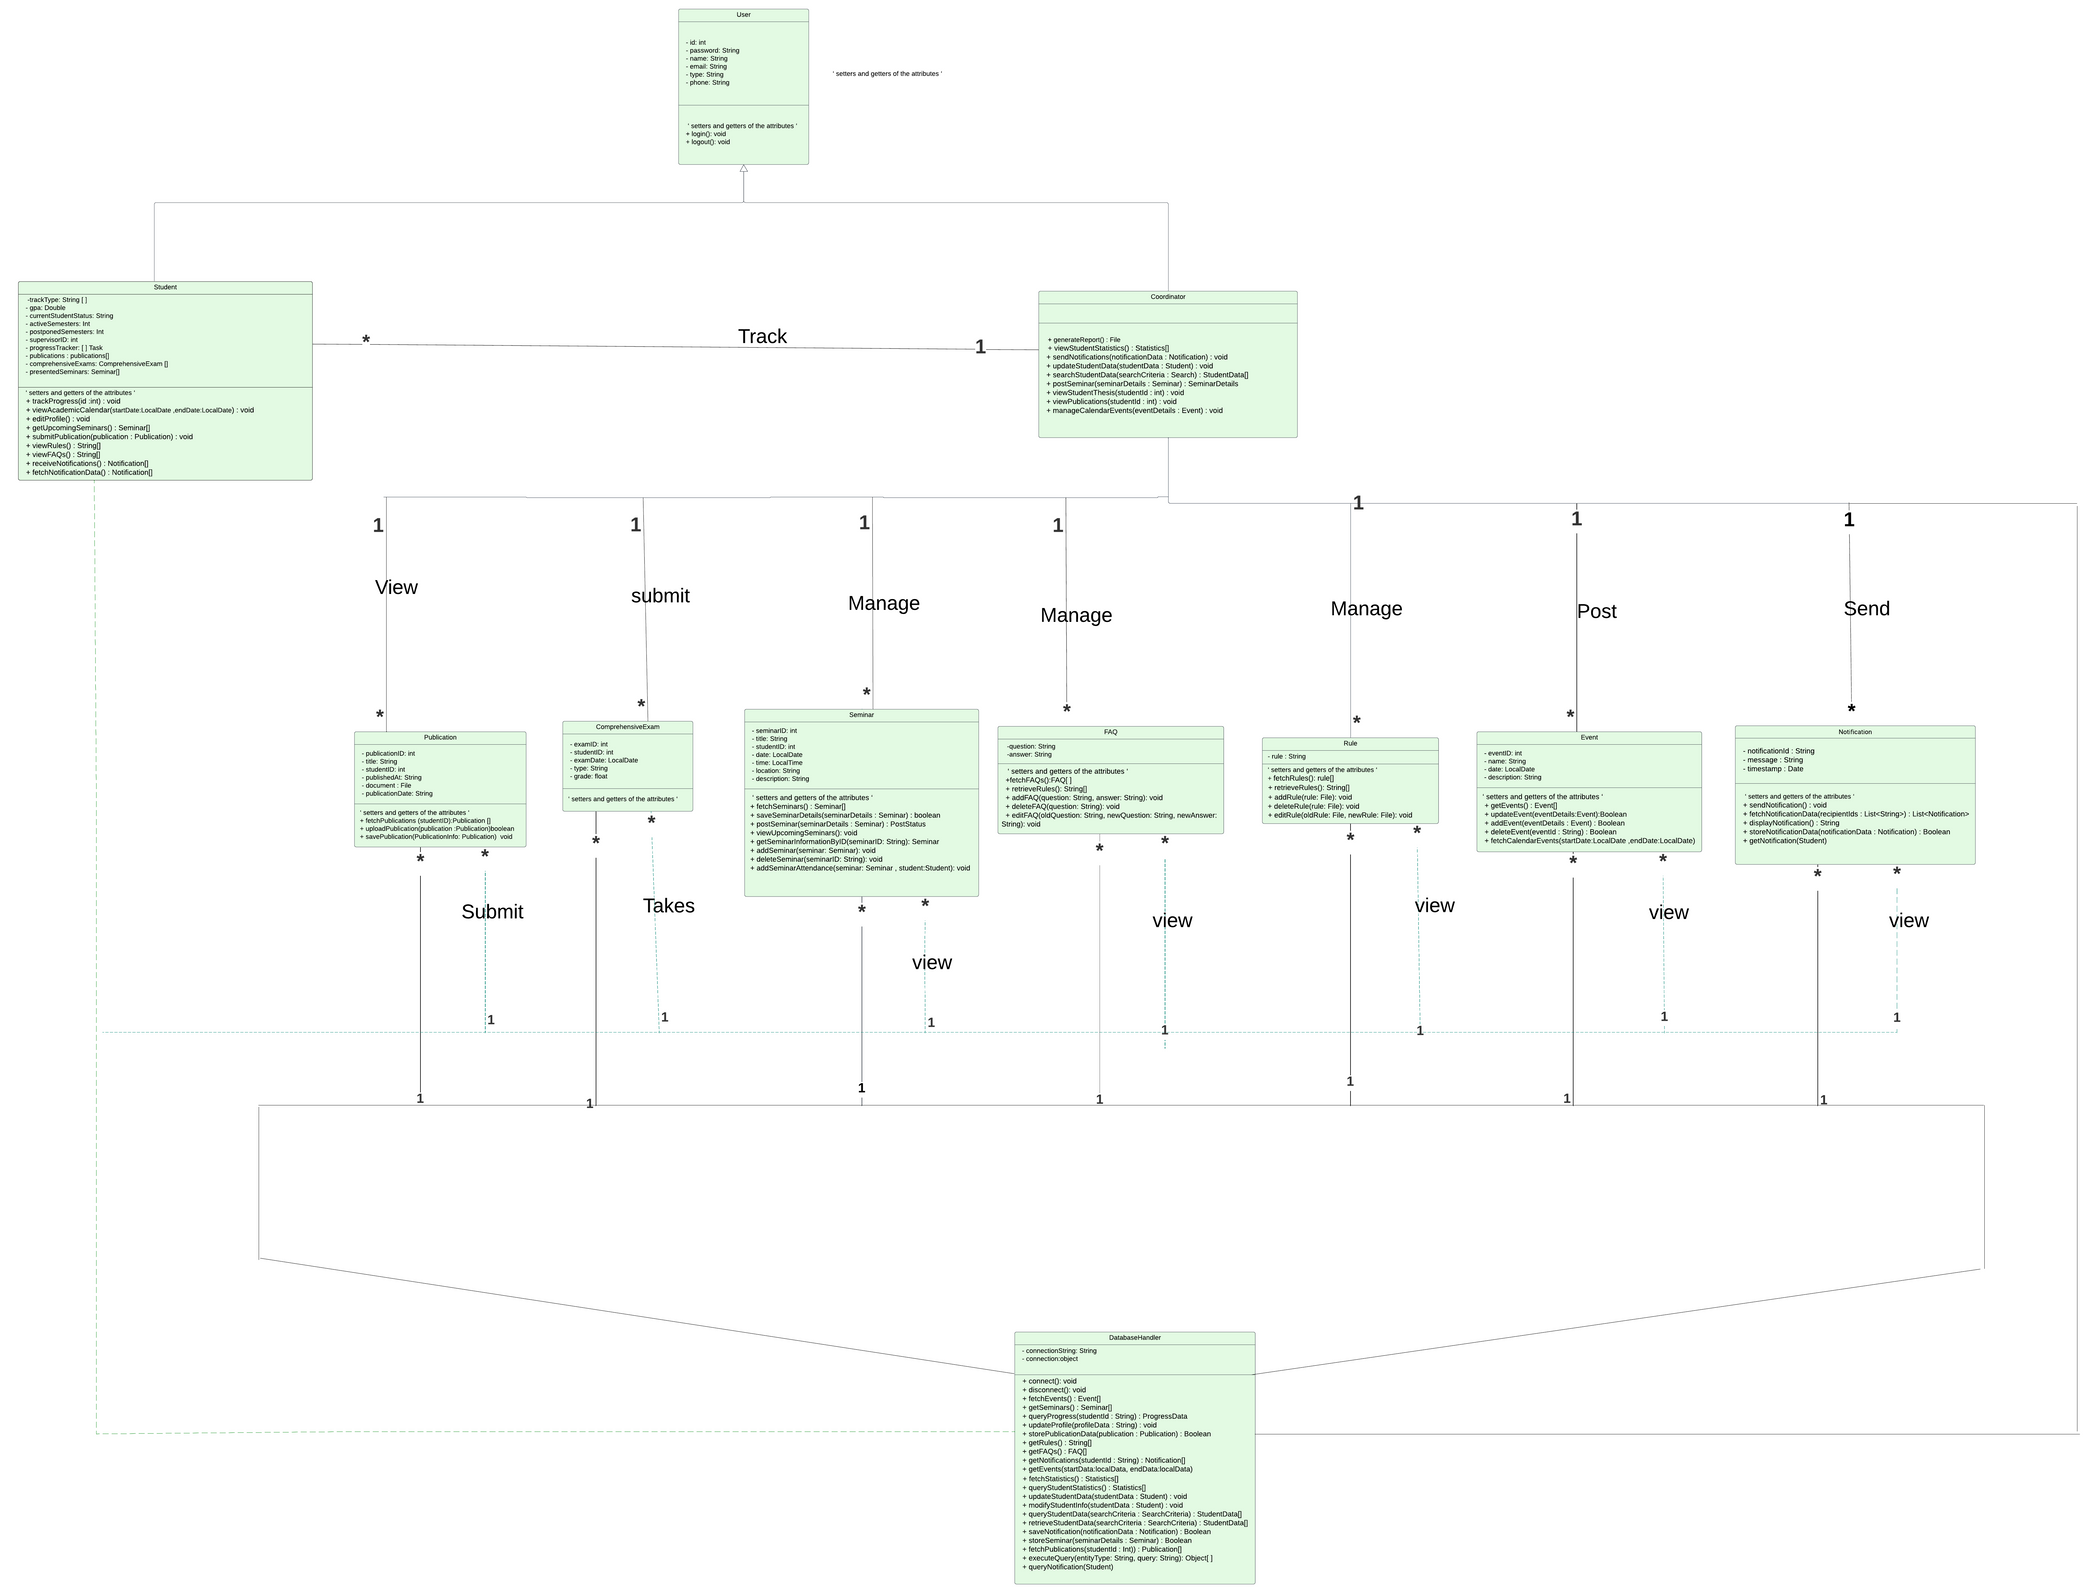 User
- id: int
- password: String
- name: String
- email: String
- type: String
- phone: String
' setters and getters of the attributes '
' setters and getters of the attributes '
+ login(): void
+ logout(): void
Student
-trackType: String [ ]
- gpa: Double
- currentStudentStatus: String
- activeSemesters: Int
- postponedSemesters: Int
- supervisorID: int
- progressTracker: [ ] Task
- publications : publications[]
- comprehensiveExams: ComprehensiveExam []
- presentedSeminars: Seminar[]
' setters and getters of the attributes '
+ trackProgress(id :int) : void
+ viewAcademicCalendar(startDate:LocalDate ,endDate:LocalDate) : void
+ editProfile() : void
+ getUpcomingSeminars() : Seminar[]
+ submitPublication(publication : Publication) : void
+ viewRules() : String[]
+ viewFAQs() : String[]
+ receiveNotifications() : Notification[]
+ fetchNotificationData() : Notification[]
*
Track
1
Coordinator
+ generateReport() : File
+ viewStudentStatistics() : Statistics[]
+ sendNotifications(notificationData : Notification) : void
+ updateStudentData(studentData : Student) : void
+ searchStudentData(searchCriteria : Search) : StudentData[]
+ postSeminar(seminarDetails : Seminar) : SeminarDetails
+ viewStudentThesis(studentId : int) : void
+ viewPublications(studentId : int) : void
+ manageCalendarEvents(eventDetails : Event) : void
1
1
1
1
1
1
1
View
submit
Manage
Manage
Manage
Post
Send
*
*
*
*
*
*
*
Publication
- publicationID: int
- title: String
- studentID: int
- publishedAt: String
- document : File
- publicationDate: String
' setters and getters of the attributes '
+ fetchPublications (studentID):Publication []
+ uploadPublication(publication :Publication)boolean
+ savePublication(PublicationInfo: Publication)  void
ComprehensiveExam
- examID: int
- studentID: int
- examDate: LocalDate
- type: String
- grade: float
' setters and getters of the attributes '
Seminar
- seminarID: int
- title: String
- studentID: int
- date: LocalDate
- time: LocalTime
- location: String
- description: String
' setters and getters of the attributes '
+ fetchSeminars() : Seminar[]
+ saveSeminarDetails(seminarDetails : Seminar) : boolean
+ postSeminar(seminarDetails : Seminar) : PostStatus
+ viewUpcomingSeminars(): void
+ getSeminarInformationByID(seminarID: String): Seminar
+ addSeminar(seminar: Seminar): void
+ deleteSeminar(seminarID: String): void
+ addSeminarAttendance(seminar: Seminar , student:Student): void
FAQ
-question: String
-answer: String
' setters and getters of the attributes '
+fetchFAQs():FAQ[ ]
+ retrieveRules(): String[]
+ addFAQ(question: String, answer: String): void
+ deleteFAQ(question: String): void
+ editFAQ(oldQuestion: String, newQuestion: String, newAnswer:
String): void
Rule
- rule : String
' setters and getters of the attributes '
+ fetchRules(): rule[]
+ retrieveRules(): String[]
+ addRule(rule: File): void
+ deleteRule(rule: File): void
+ editRule(oldRule: File, newRule: File): void
Event
- eventID: int
- name: String
- date: LocalDate
- description: String
' setters and getters of the attributes '
+ getEvents() : Event[]
+ updateEvent(eventDetails:Event):Boolean
+ addEvent(eventDetails : Event) : Boolean
+ deleteEvent(eventId : String) : Boolean
+ fetchCalendarEvents(startDate:LocalDate ,endDate:LocalDate)
Notification
- notificationId : String
- message : String
- timestamp : Date
' setters and getters of the attributes '
+ sendNotification() : void
+ fetchNotificationData(recipientIds : List<String>) : List<Notification>
+ displayNotification() : String
+ storeNotificationData(notificationData : Notification) : Boolean
+ getNotification(Student)
*
*
*
*
*
*
*
*
*
*
*
*
*
*
Submit
Takes
view
view
view
view
view
1
1
1
1
1
1
1
1
1
1
1
1
1
1
DatabaseHandler
- connectionString: String
- connection:object
+ connect(): void
+ disconnect(): void
+ fetchEvents() : Event[]
+ getSeminars() : Seminar[]
+ queryProgress(studentId : String) : ProgressData
+ updateProfile(profileData : String) : void
+ storePublicationData(publication : Publication) : Boolean
+ getRules() : String[]
+ getFAQs() : FAQ[]
+ getNotifications(studentId : String) : Notification[]
+ getEvents(startData:localData, endData:localData)
+ fetchStatistics() : Statistics[]
+ queryStudentStatistics() : Statistics[]
+ updateStudentData(studentData : Student) : void
+ modifyStudentInfo(studentData : Student) : void
+ queryStudentData(searchCriteria : SearchCriteria) : StudentData[]
+ retrieveStudentData(searchCriteria : SearchCriteria) : StudentData[]
+ saveNotification(notificationData : Notification) : Boolean
+ storeSeminar(seminarDetails : Seminar) : Boolean
+ fetchPublications(studentId : Int)) : Publication[]
+ executeQuery(entityType: String, query: String): Object[ ]
+ queryNotification(Student)